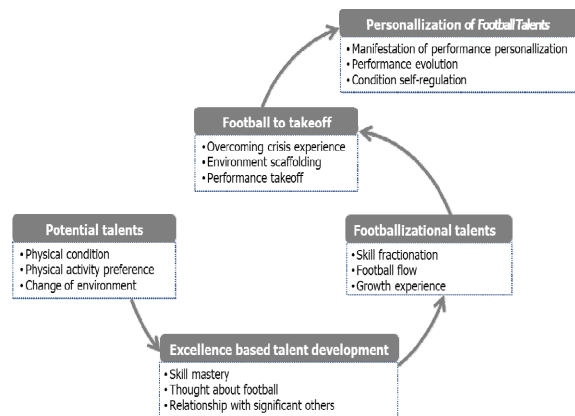 Personallization of Football Talents
• Manifestation of performance personallization
• Performance evolution
• Condition self-regulation
Football to takeoff
• Overcoming crisis experience
• Environment scaffolding
• Performance takeoff
Potential talents
• Physical condition
• Physical activity preference
• Change of environment
Footballizational talents
• Skill fractionation
• Football flow
• Growth experience
Excellence based talent development
• Skill mastery
• Thought about football
• Relationship with significant others